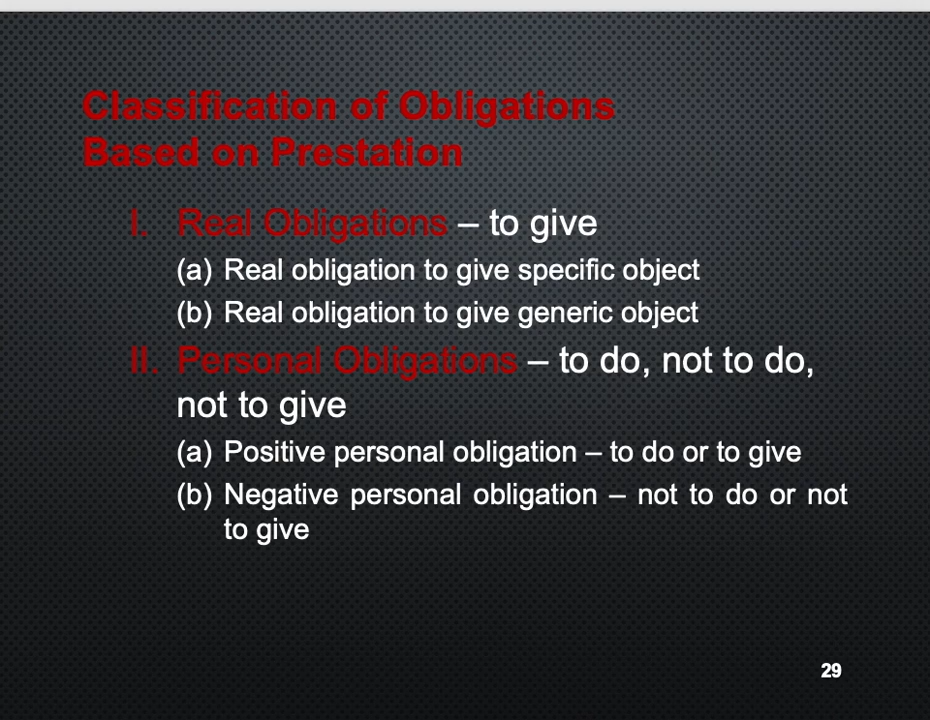 Classification of Obligations
Based on Prestation
I. Real Obligations – to give
(a) Real obligation to give specific object
(b) Real obligation to give generic object
II. Personal Obligations – to do, not to do,
not to give
(a) Positive personal obligation – to do or to give
(b) Negative personal obligation – not to do or not
to give
29